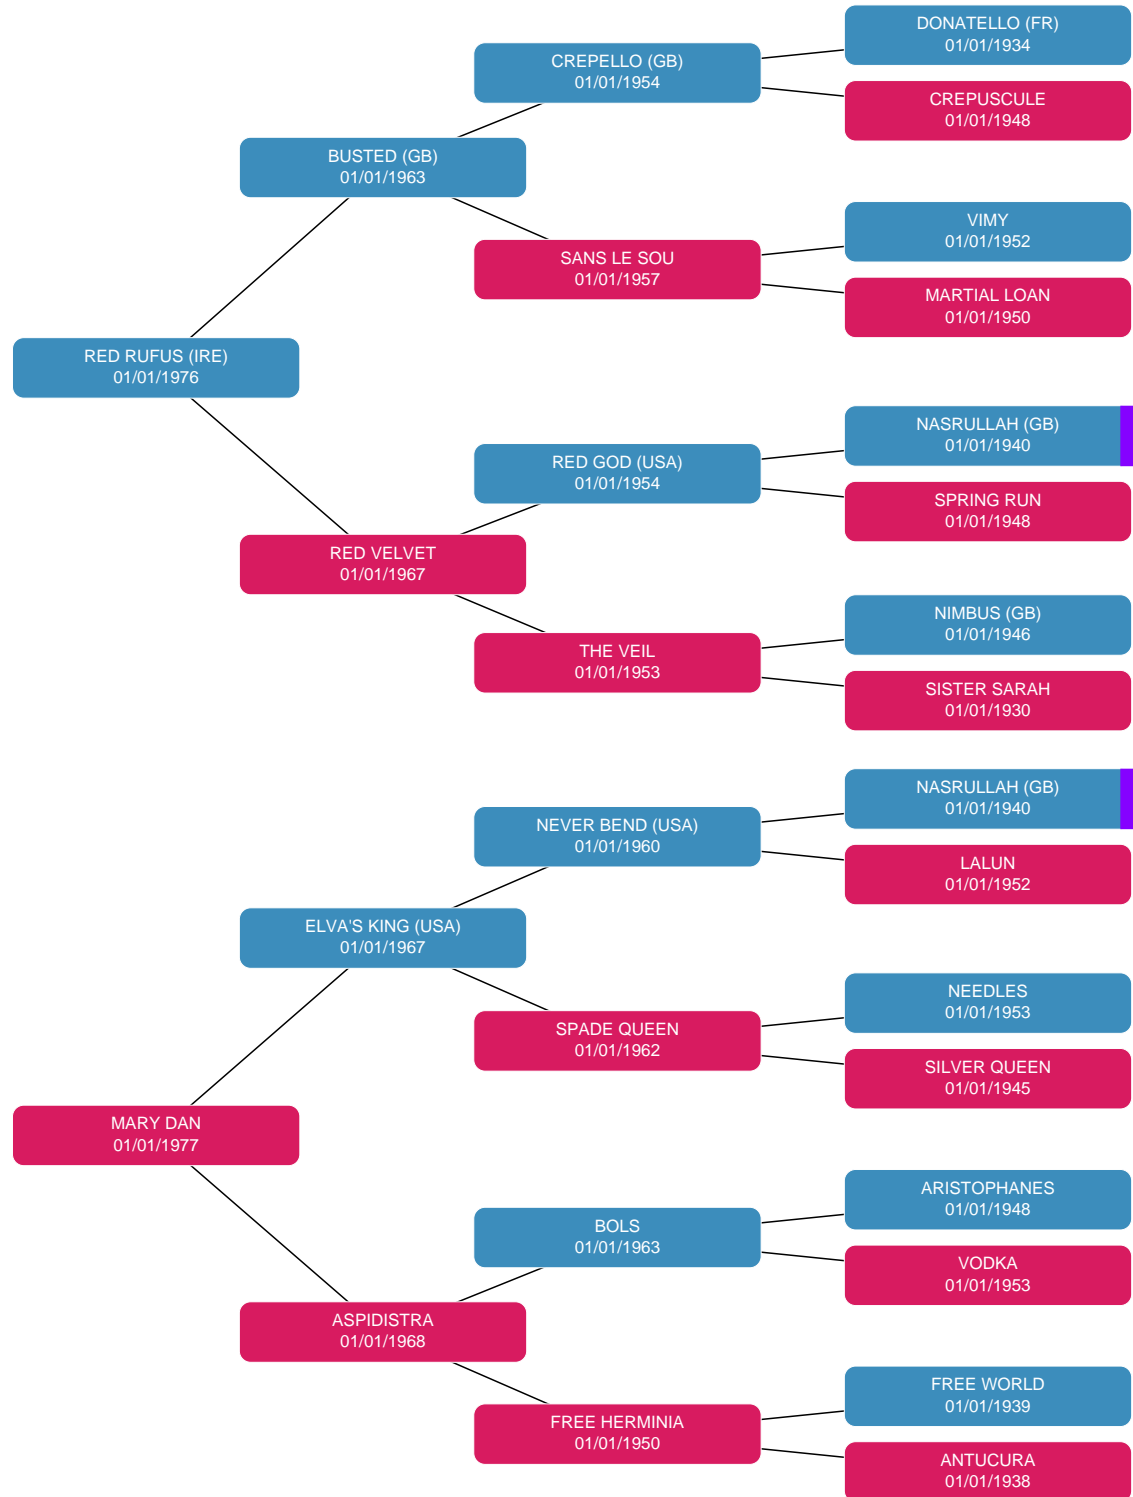 DONATELLO (FR)
01/01/1934
CREPELLO (GB)
01/01/1954
CREPUSCULE
01/01/1948
BUSTED (GB)
01/01/1963
VIMY
01/01/1952
SANS LE SOU
01/01/1957
MARTIAL LOAN
01/01/1950
RED RUFUS (IRE)
01/01/1976
NASRULLAH (GB)
01/01/1940
RED GOD (USA)
01/01/1954
SPRING RUN
01/01/1948
RED VELVET
01/01/1967
NIMBUS (GB)
01/01/1946
THE VEIL
01/01/1953
SISTER SARAH
01/01/1930
NASRULLAH (GB)
01/01/1940
NEVER BEND (USA)
01/01/1960
LALUN
01/01/1952
ELVA'S KING (USA)
01/01/1967
NEEDLES
01/01/1953
SPADE QUEEN
01/01/1962
SILVER QUEEN
01/01/1945
MARY DAN
01/01/1977
ARISTOPHANES
01/01/1948
BOLS
01/01/1963
VODKA
01/01/1953
ASPIDISTRA
01/01/1968
FREE WORLD
01/01/1939
FREE HERMINIA
01/01/1950
ANTUCURA
01/01/1938